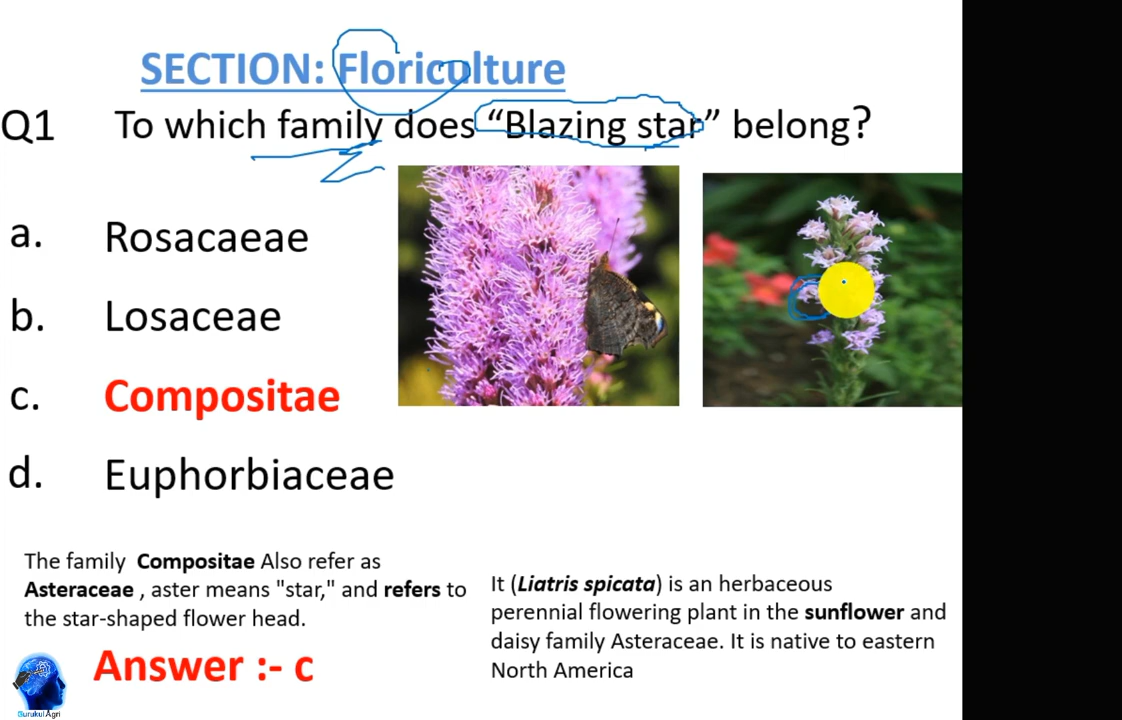 SECTION: Floriculture
Q1 To which family does “Blazing star” belong?
a. Rosacaeae
b. Losaceae
c. Compositae
d. Euphorbiaceae
The family Compositae Also refer as
Asteraceae , aster means "star," and refers to
the star-shaped flower head.
It (Liatris spicata) is an herbaceous
perennial flowering plant in the sunflower and
daisy family Asteraceae. It is native to eastern
North America
Answer :- c
Gurukul Agri